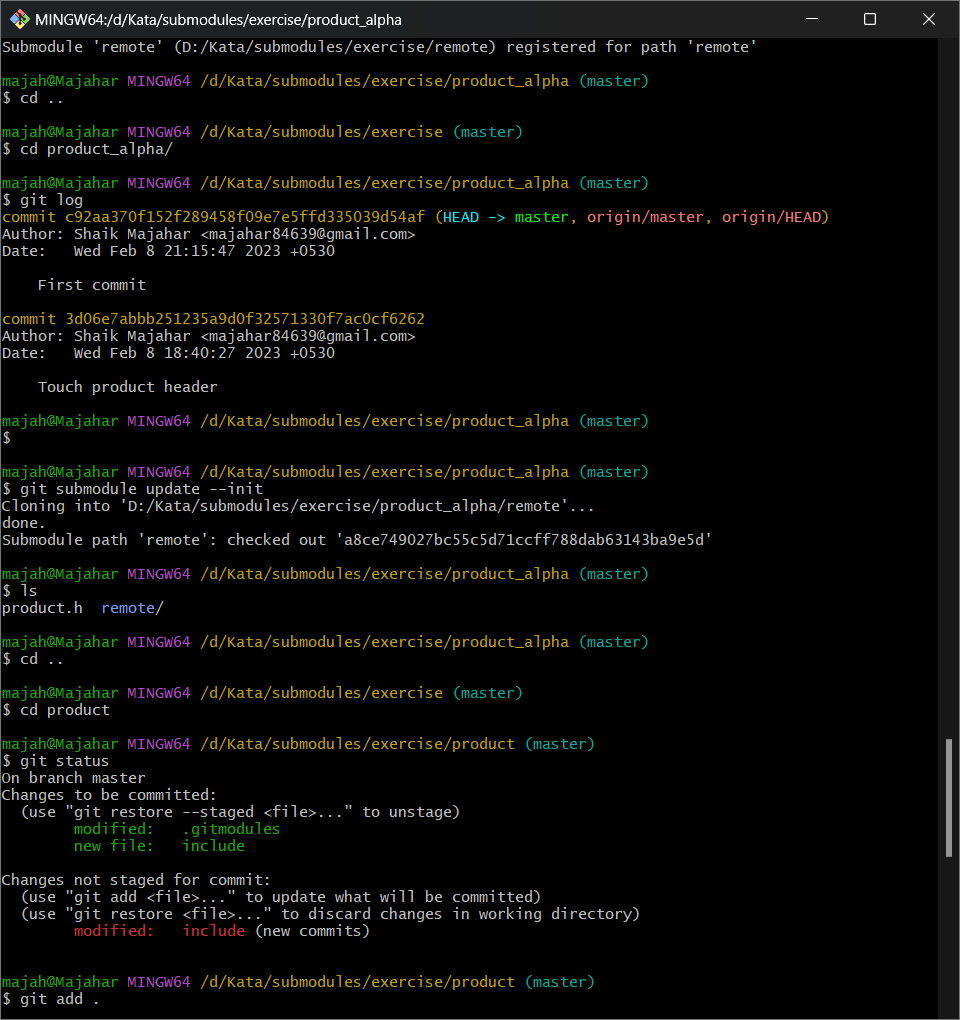 MINGW64:/d/Kata/submodules/exercise/product_alpha
Submodule 'remote' (D:/Kata/submodules/exercise/remote) registered for path 'remote'
majah@Majahar MINGW64 /d/Kata/submodules/exercise/product_alpha (master)
$ cd ..
majah@Majahar MINGW64 /d/Kata/submodules/exercise (master)
$ cd product_alpha/
majah@Majahar MINGW64 /d/Kata/submodules/exercise/product_alpha (master)
$ git log
commit c92aa370f152f289458f09e7e5ffd335039d54af (HEAD -> master, origin/master, origin/HEAD)
Author: Shaik Majahar <majahar84639@gmail.com>
Date:   Wed Feb 8 21:15:47 2023 +0530
    First commit
commit 3d06e7abbb251235a9d0f32571330f7ac0cf6262
Author: Shaik Majahar <majahar84639@gmail.com>
Date:   Wed Feb 8 18:40:27 2023 +0530
    Touch product header
majah@Majahar MINGW64 /d/Kata/submodules/exercise/product_alpha (master)
$
majah@Majahar MINGW64 /d/Kata/submodules/exercise/product_alpha (master)
$ git submodule update --init
Cloning into 'D:/Kata/submodules/exercise/product_alpha/remote'...
done.
Submodule path 'remote': checked out 'a8ce749027bc55c5d71ccff788dab63143ba9e5d'
majah@Majahar MINGW64 /d/Kata/submodules/exercise/product_alpha (master)
$ ls
product.h  remote/
majah@Majahar MINGW64 /d/Kata/submodules/exercise/product_alpha (master)
$ cd ..
majah@Majahar MINGW64 /d/Kata/submodules/exercise (master)
$ cd product
majah@Majahar MINGW64 /d/Kata/submodules/exercise/product (master)
$ git status
On branch master
Changes to be committed:
  (use "git restore --staged <file>..." to unstage)
        modified:   .gitmodules
        new file:   include
Changes not staged for commit:
  (use "git add <file>..." to update what will be committed)
  (use "git restore <file>..." to discard changes in working directory)
        modified:   include (new commits)
majah@Majahar MINGW64 /d/Kata/submodules/exercise/product (master)
$ git add .